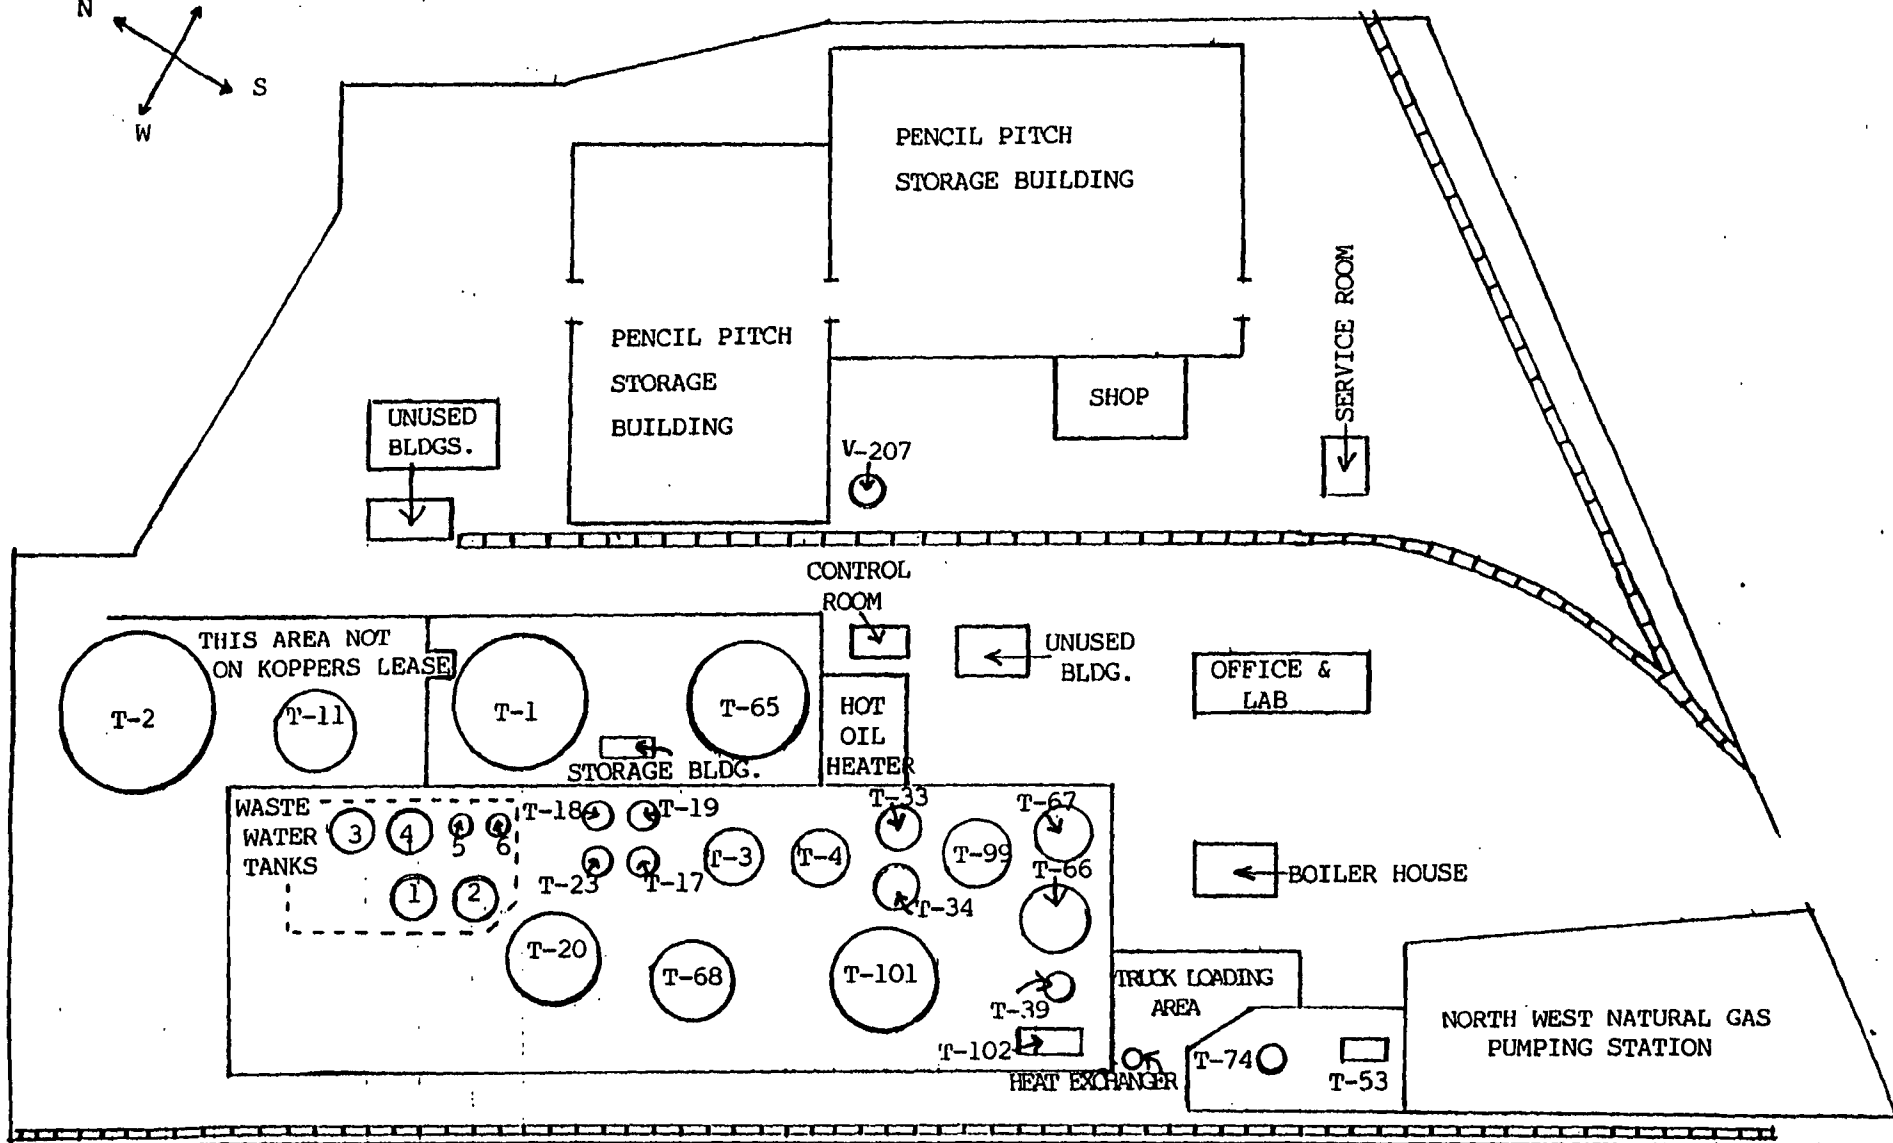 N
S
W
PENCIL PITCH
STORAGE BUILDING
SERVICE ROOM
PENCIL PITCH
STORAGE
BUILDING
SHOP
UNUSED
BLDGS.
V-207
CONTROL
ROOM
THIS AREA NOT
ON KOPPERS LEASE
UNUSED
BLDG.
OFFICE &
LAB
T-2
T-11
T-1
T-65
HOT
OIL
HEATER
STORAGE BLDG.
WASTE
WATER
TANKS
3
4
5
6
1
2
T-18
T-19
T-23
T-17
T-3
T-4
T-33
T-34
T-99
T-67
T-66
BOILER HOUSE
T-20
T-68
T-101
T-39
T-102
TRUCK LOADING
AREA
HEAT EXCHANGER
T-74
T-53
NORTH WEST NATURAL GAS
PUMPING STATION